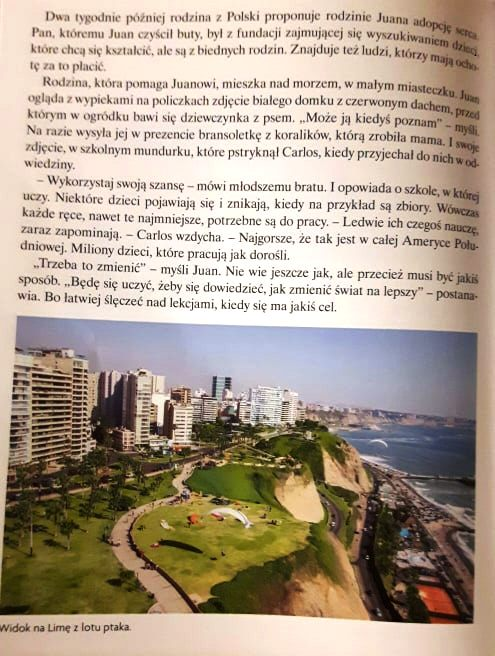 Dwa tygodnie później rodzina z Polski proponuje rodzinie Juana adopcję serca.
Pan, któremu Juan czyścił buty, był z fundacji zajmującej się wyszukiwaniem dzieci,
które chcą się kształcić, ale są z biednych rodzin. Znajduje też ludzi, którzy mają ocho-
tę za to płacić.
Rodzina, która pomaga Juanowi, mieszka nad morzem, w małym miasteczku. Juan
ogląda z wypiekami na policzkach zdjęcie białego domku z czerwonym dachem, przed
którym w ogródku bawi się dziewczynka z psem. „Może ją kiedyś poznam” – myśli.
Na razie wysyła jej w prezencie bransoletkę z koralików, którą zrobiła mama. I swoje
zdjęcie, w szkolnym mundurku, które pstryknął Carlos, kiedy przyjechał do nich w od-
wiedziny.
– Wykorzystaj swoją szansę – mówi młodszemu bratu. I opowiada o szkole, w której
uczy. Niektóre dzieci pojawiają się i znikają, kiedy na przykład są zbiory. Wówczas
każde ręce, nawet te najmniejsze, potrzebne są do pracy. – Ledwie ich czegoś nauczę,
zaraz zapominają. – Carlos wzdycha. – Najgorsze, że tak jest w całej Ameryce Połu-
dniowej. Miliony dzieci, które pracują jak dorośli.
„Trzeba to zmienić” – myśli Juan. Nie wie jeszcze jak, ale przecież musi być jakiś
sposób. „Będę się uczyć, żeby się dowiedzieć, jak zmienić świat na lepszy” – postana-
wia. Bo łatwiej ślęczeć nad lekcjami, kiedy się ma jakiś cel.
Widok na Limę z lotu ptaka.